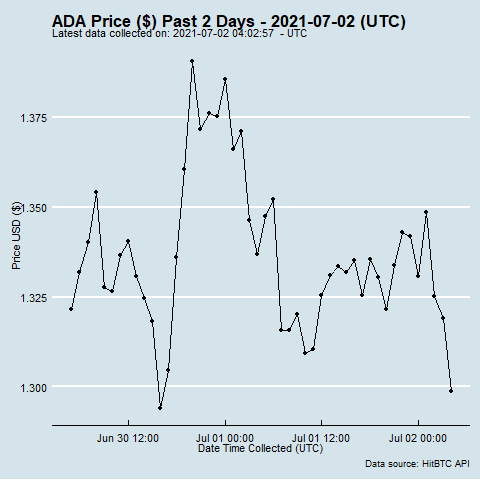 ADA Price ($) Past 2 Days - 2021-07-02 (UTC)
Latest data collected on: 2021-07-02 04:02:57  - UTC
1.375
1.350
1.325
1.300
Price USD ($)
Jun 30 12:00
Jul 01 00:00
Jul 01 12:00
Jul 02 00:00
Date Time Collected (UTC)
Data source: HitBTC API